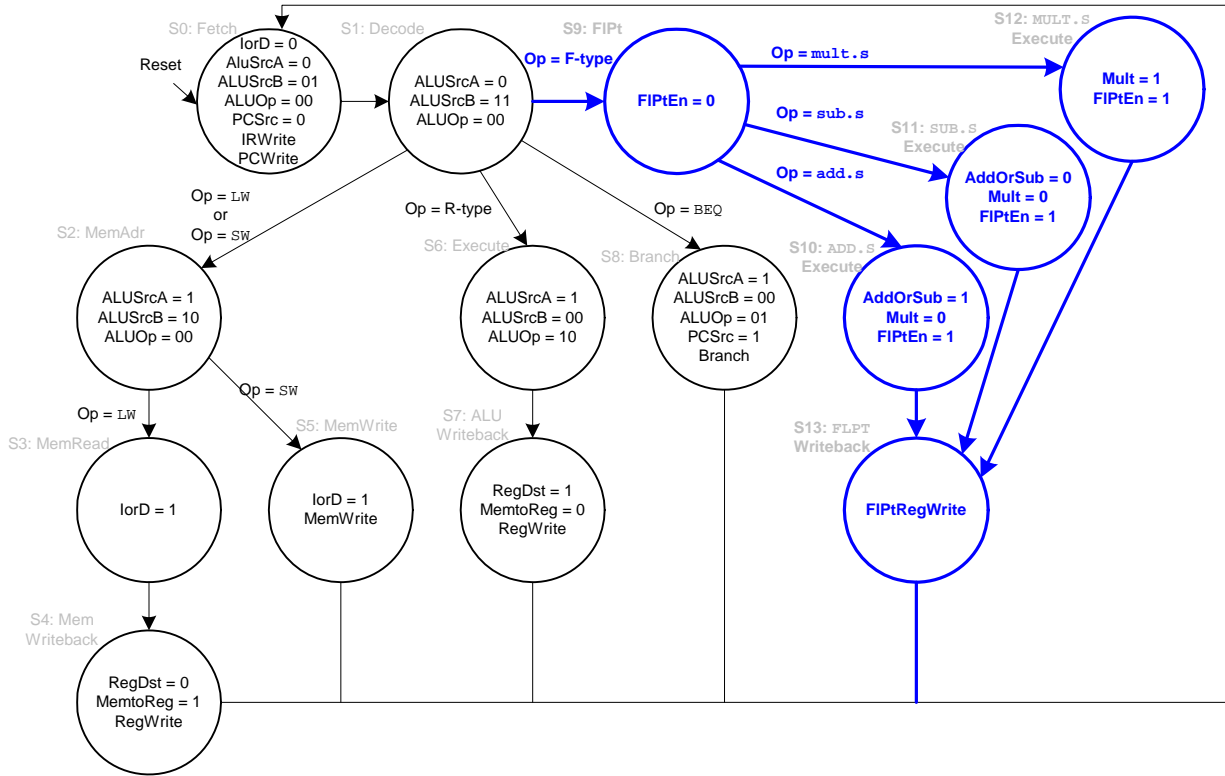 S0: Fetch
IorD = 0
AluSrcA = 0
ALUSrcB = 01
ALUOp = 00
PCSrc = 0
IRWrite
PCWrite
Reset
S1: Decode
ALUSrcA = 0
ALUSrcB = 11
ALUOp = 00
Op = F-type
S9: FlPt
FlPtEn = 0
Op = mult.s
Op = sub.s
Op = add.s
S12: MULT.S
Execute
Mult = 1
FlPtEn = 1
S11: SUB.S
Execute
AddOrSub = 0
Mult = 0
FlPtEn = 1
Op = LW
or
Op = SW
Op = R-type
Op = BEQ
S2: MemAdr
ALUSrcA = 1
ALUSrcB = 10
ALUOp = 00
S6: Execute
ALUSrcA = 1
ALUSrcB = 00
ALUOp = 10
S8: Branch
ALUSrcA = 1
ALUSrcB = 00
ALUOp = 01
PCSrc = 1
Branch
S10: ADD.S
Execute
AddOrSub = 1
Mult = 0
FlPtEn = 1
Op = LW
Op = SW
S3: MemRead
IorD = 1
S5: MemWrite
IorD = 1
MemWrite
S7: ALU
Writeback
RegDst = 1
MemtoReg = 0
RegWrite
S13: FLPT
Writeback
FlPtRegWrite
S4: Mem
Writeback
RegDst = 0
MemtoReg = 1
RegWrite